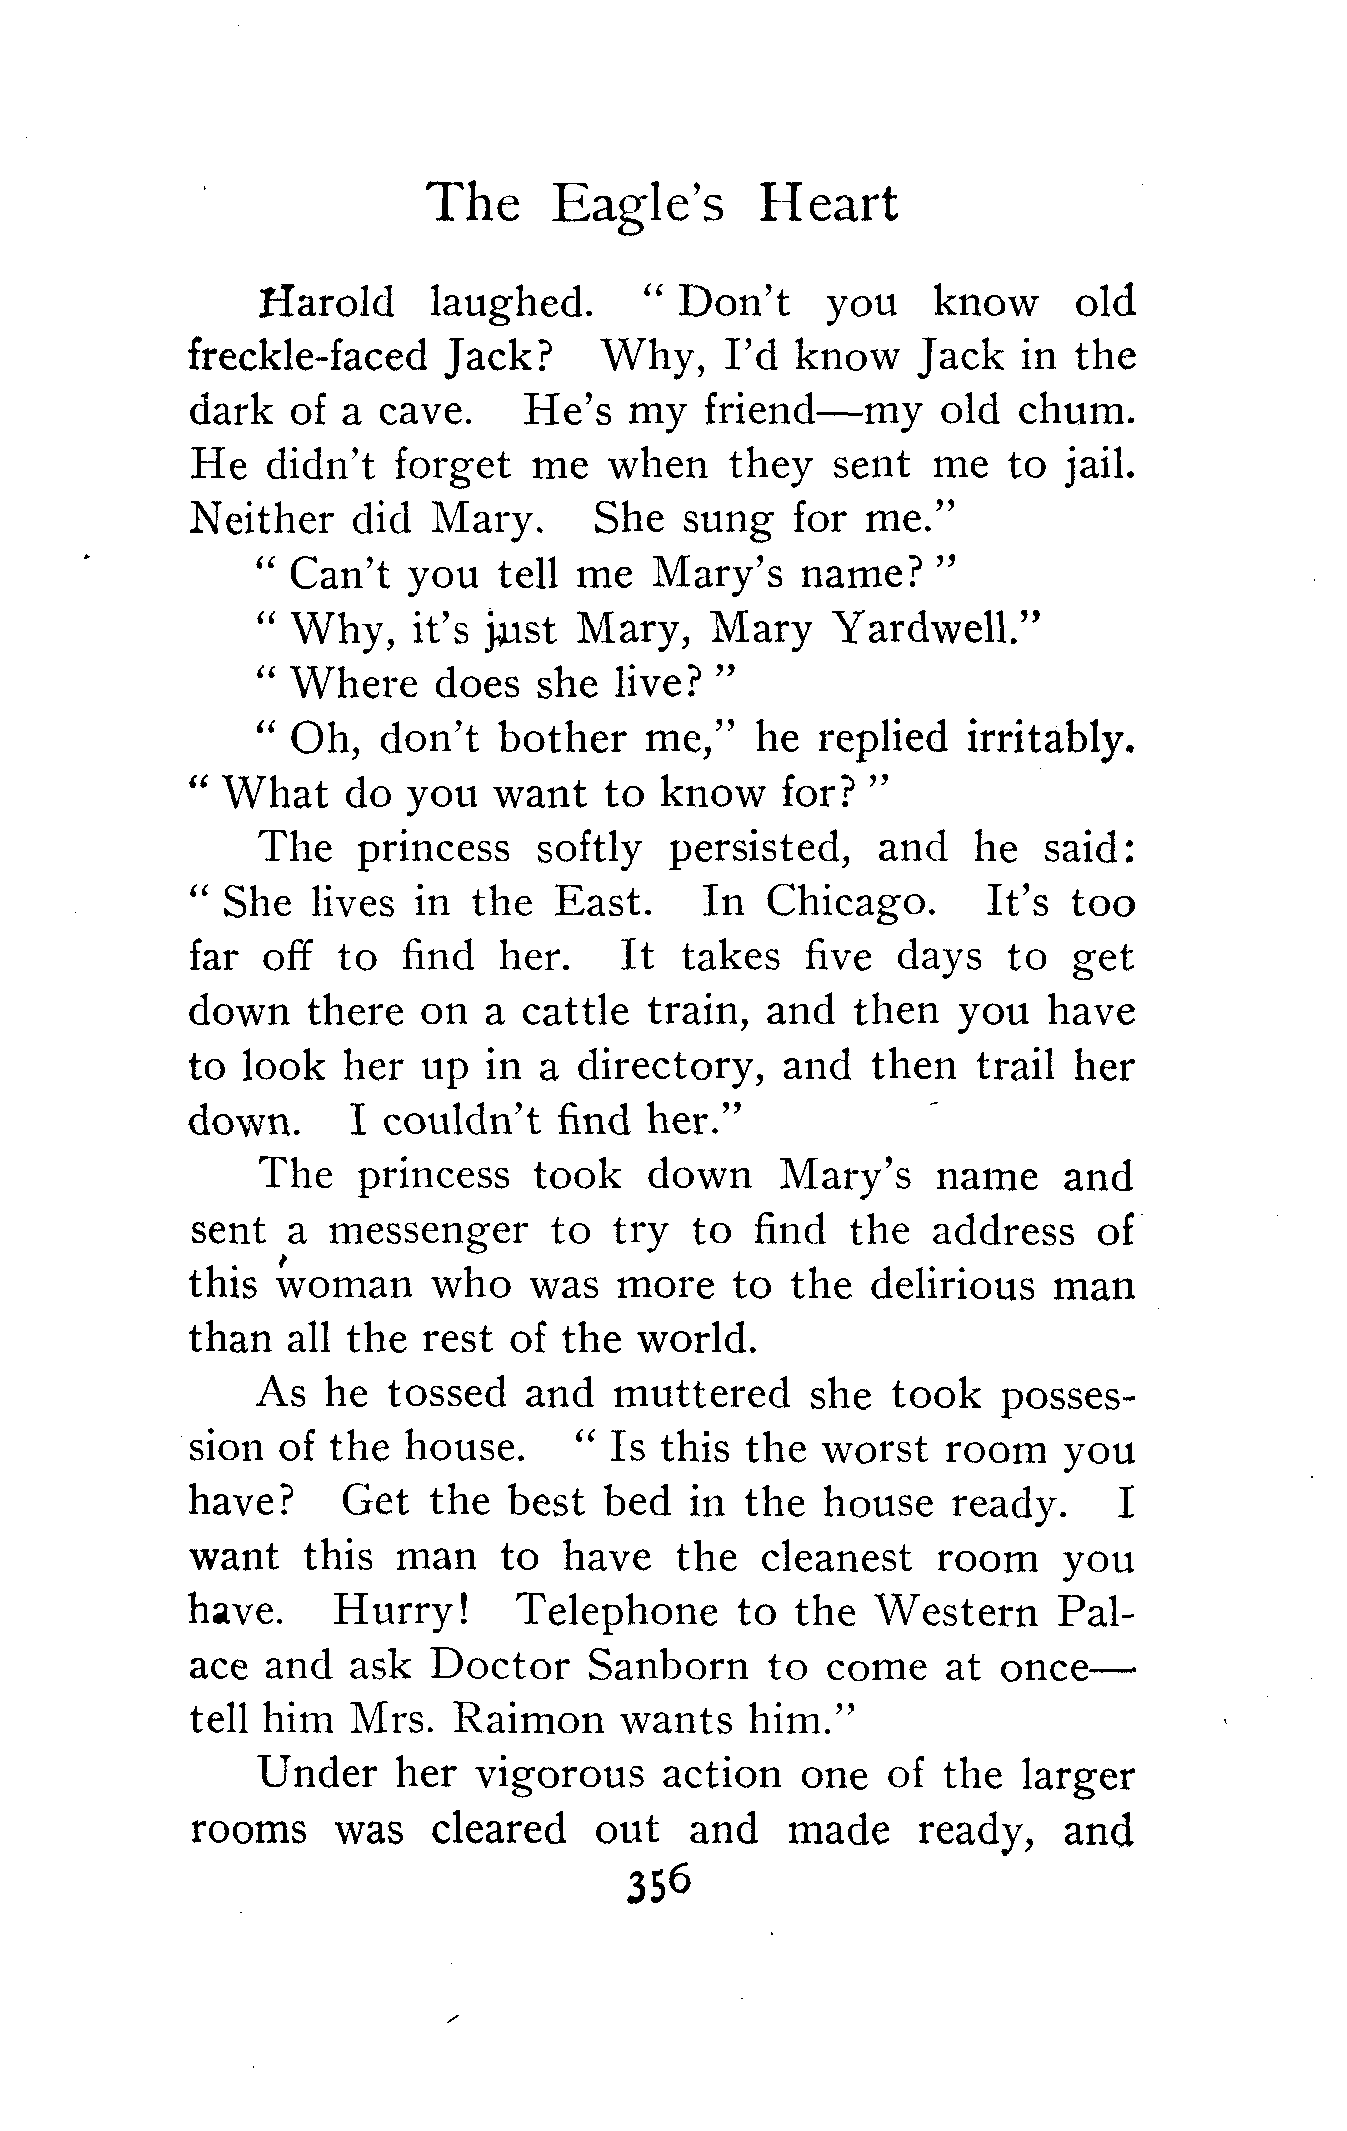 The Eagle's Heart
Harold laughed. " Don't you know old
freckle-faced Jack? Why, I'd know Jack in the
dark of a cave. He's my friend—my old chum.
He didn't forget me when they sent me to jail.
Neither did Mary. She sung for me."
" Can't you tell me Mary's name? "
" Why, it's just Mary, Mary Yardwell."
" Where does she live? "
" Oh, don't bother me," he replied irritably.
" What do you want to know for? "
The princess softly persisted, and he said:
" She lives in the East. In Chicago. It's too
far off to find her. It takes five days to get
down there on a cattle train, and then you have
to look her up in a directory, and then trail her
down. I couldn't find her."
The princess took down Mary's name and
sent a messenger to try to find the address of
this woman who was more to the delirious man
than all the rest of the world.
As he tossed and muttered she took posses-
sion of the house. " Is this the worst room you
have? Get the best bed in the house ready. I
want this man to have the cleanest room you
have. Hurry! Telephone to the Western Pal-
ace and ask Doctor Sanborn to come at once—
tell him Mrs. Raimon wants him."
Under her vigorous action one of the larger
rooms was cleared out and made ready, and
356